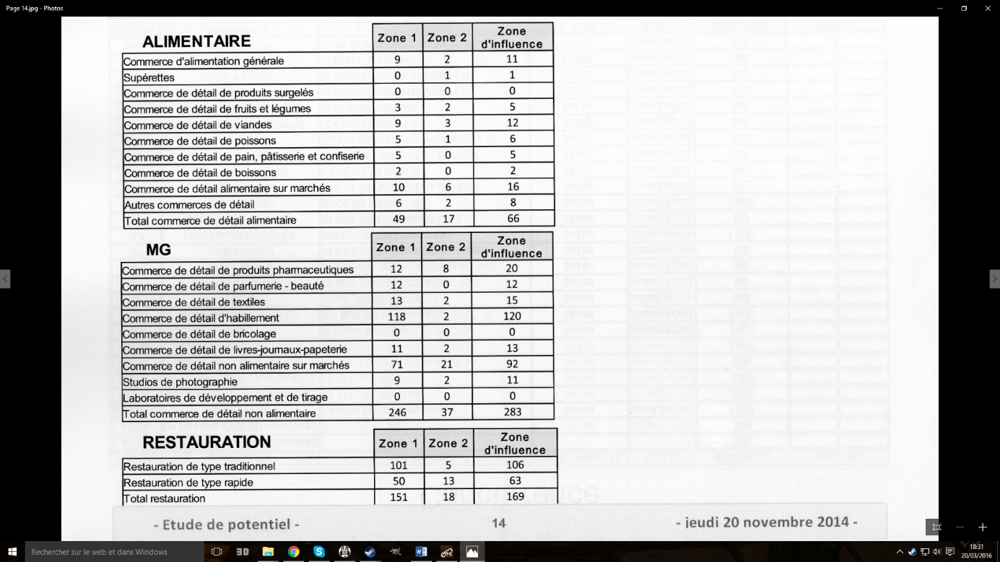 Page 14.jpg - Photos
ALIMENTAIRE Zone 1 Zone 2 Zone d'influence
Commerce d'alimentation générale 9 2 11
Supérettes 0 1 1
Commerce de détail de produits surgelés 0 0 0
Commerce de détail de fruits et légumes 3 2 5
Commerce de détail de viandes 9 3 12
Commerce de détail de poissons 5 1 6
Commerce de détail de pain, pâtisserie et confiserie 5 0 5
Commerce de détail de boissons 2 0 2
Commerce de détail alimentaire sur marchés 10 6 16
Autres commerces de détail 6 2 8
Total commerce de détail alimentaire 49 17 66
MG Zone 1 Zone 2 Zone d'influence
Commerce de détail de produits pharmaceutiques 12 8 20
Commerce de détail de parfumerie - beauté 12 0 12
Commerce de détail de textiles 13 2 15
Commerce de détail d'habillement 118 2 120
Commerce de détail de bricolage 0 0 0
Commerce de détail de livres-journaux-papeterie 11 2 13
Commerce de détail non alimentaire sur marchés 71 21 92
Studios de photographie 9 2 11
Laboratoires de développement et de tirage 0 0 0
Total commerce de détail non alimentaire 246 37 283
RESTAURATION Zone 1 Zone 2 Zone d'influence
Restauration de type traditionnel 101 5 106
Restauration de type rapide 50 13 63
Total restauration 151 18 169
- Etude de potentiel - 14 - jeudi 20 novembre 2014 -
Rechercher sur le web et dans Windows
18:31
20/03/2016